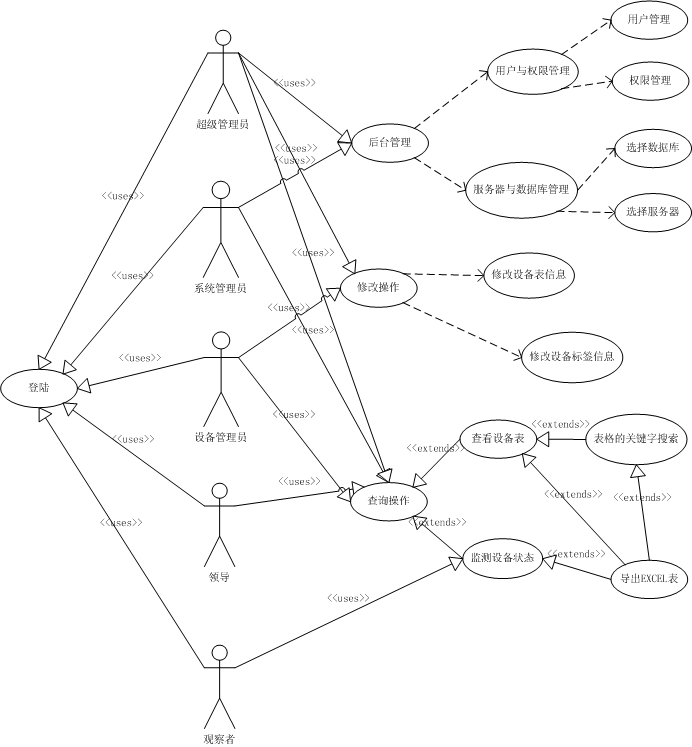 用户管理
用户与权限管理
权限管理
<<uses>>
超级管理员
后台管理
<<uses>>
<<uses>>
选择数据库
服务器与数据库管理
<<uses>>
选择服务器
<<uses>>
<<uses>>
<<uses>>
修改设备表信息
系统管理员
修改操作
<<uses>>
<<uses>>
<<uses>>
修改设备标签信息
登陆
<<uses>>
<<extends>>
设备管理员
<<uses>>
查看设备表
表格的关键字搜索
<<extends>>
<<uses>>
<<extends>>
<<extends>>
查询操作
<<uses>>
<<extends>>
<<extends>>
监测设备状态
领导
导出EXCEL表
<<uses>>
观察者